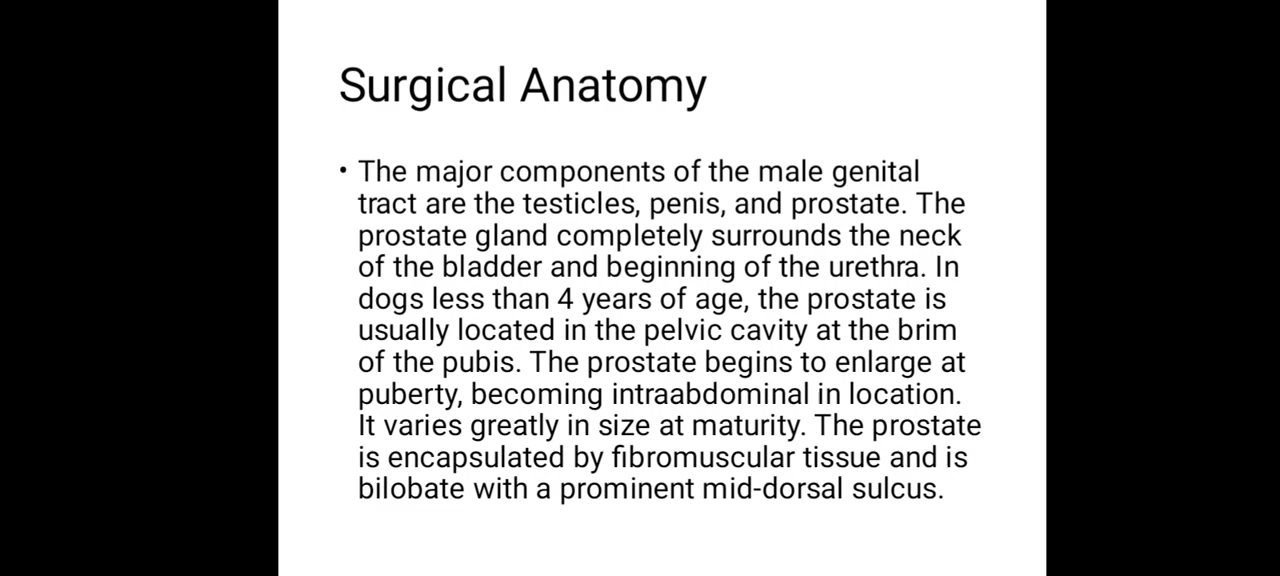 Surgical Anatomy
• The major components of the male genital
tract are the testicles, penis, and prostate. The
prostate gland completely surrounds the neck
of the bladder and beginning of the urethra. In
dogs less than 4 years of age, the prostate is
usually located in the pelvic cavity at the brim
of the pubis. The prostate begins to enlarge at
puberty, becoming intraabdominal in location.
It varies greatly in size at maturity. The prostate
is encapsulated by fibromuscular tissue and is
bilobate with a prominent mid-dorsal sulcus.